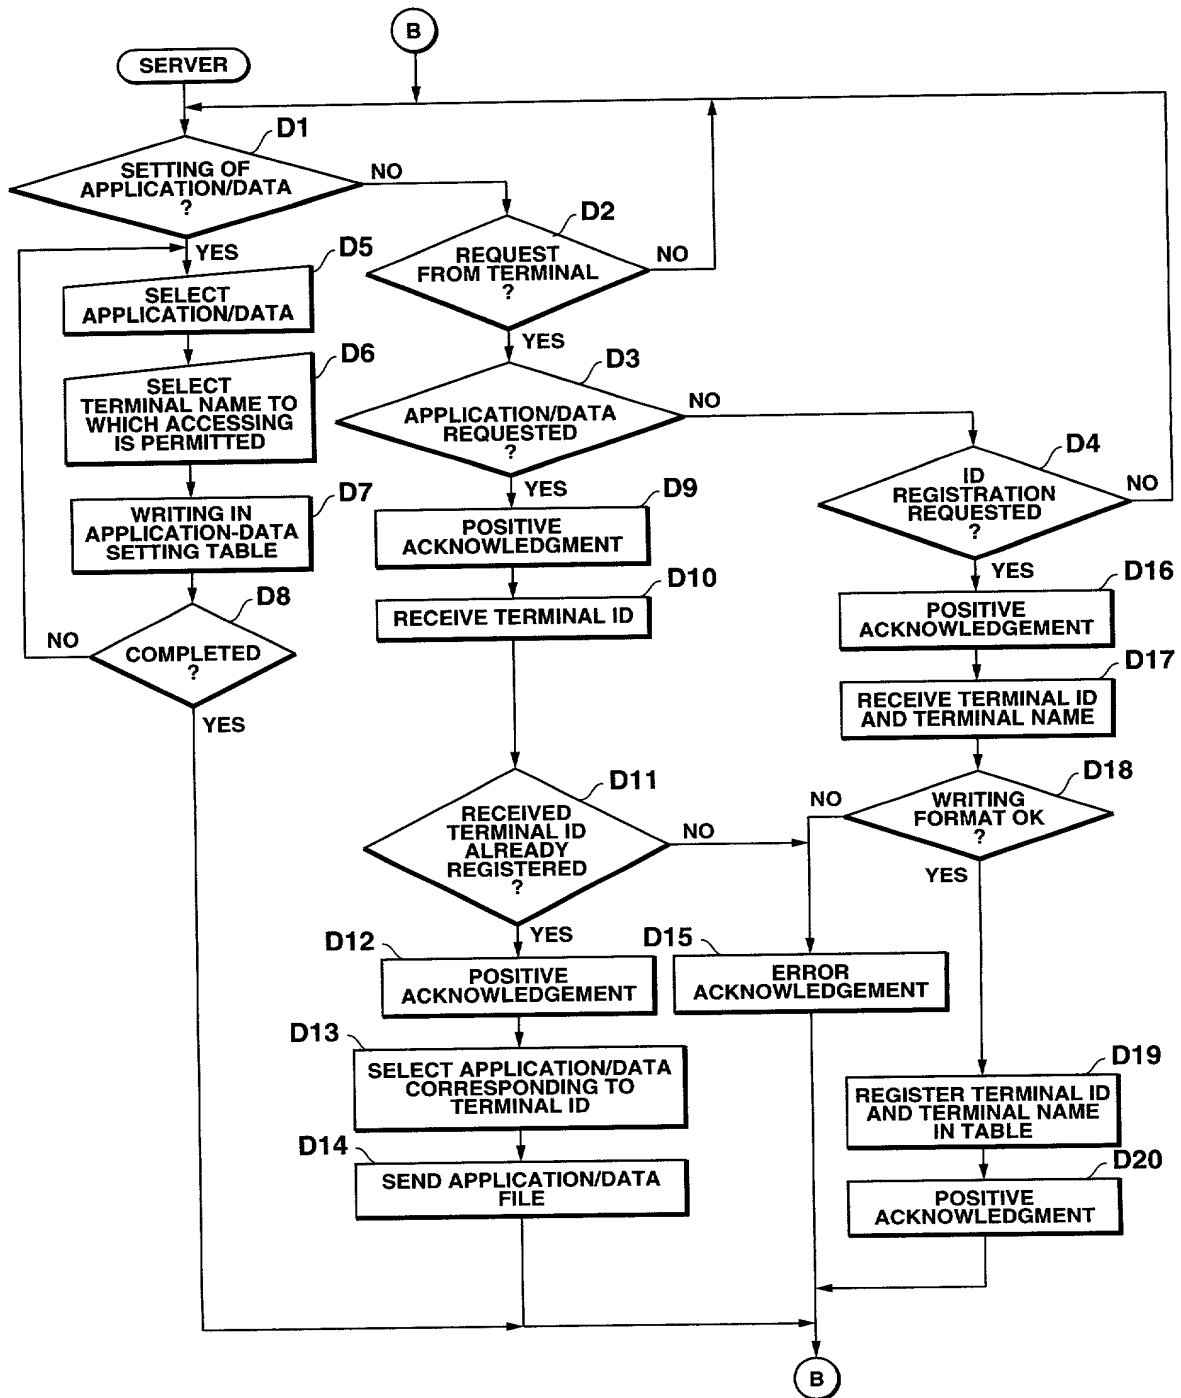 B
SERVER
D1
SETTING OF
APPLICATION/DATA
?
NO
YES
D2
REQUEST
FROM TERMINAL
?
NO
YES
D5
SELECT
APPLICATION/DATA
D6
SELECT
TERMINAL NAME TO
WHICH ACCESSING
IS PERMITTED
D7
WRITING IN
APPLICATION-DATA
SETTING TABLE
D8
COMPLETED
?
NO
YES
D3
APPLICATION/DATA
REQUESTED
?
NO
YES
D4
ID
REGISTRATION
REQUESTED
?
NO
YES
D9
POSITIVE
ACKNOWLEDGMENT
D10
RECEIVE TERMINAL ID
D11
RECEIVED
TERMINAL ID
ALREADY
REGISTERED
?
NO
YES
D12
POSITIVE
ACKNOWLEDGEMENT
D13
SELECT APPLICATION/DATA
CORRESPONDING TO
TERMINAL ID
D14
SEND APPLICATION/DATA
FILE
D15
ERROR
ACKNOWLEDGEMENT
D16
POSITIVE
ACKNOWLEDGEMENT
D17
RECEIVE TERMINAL ID
AND TERMINAL NAME
D18
WRITING
FORMAT OK
?
NO
YES
D19
REGISTER TERMINAL ID
AND TERMINAL NAME
IN TABLE
D20
POSITIVE
ACKNOWLEDGMENT
B